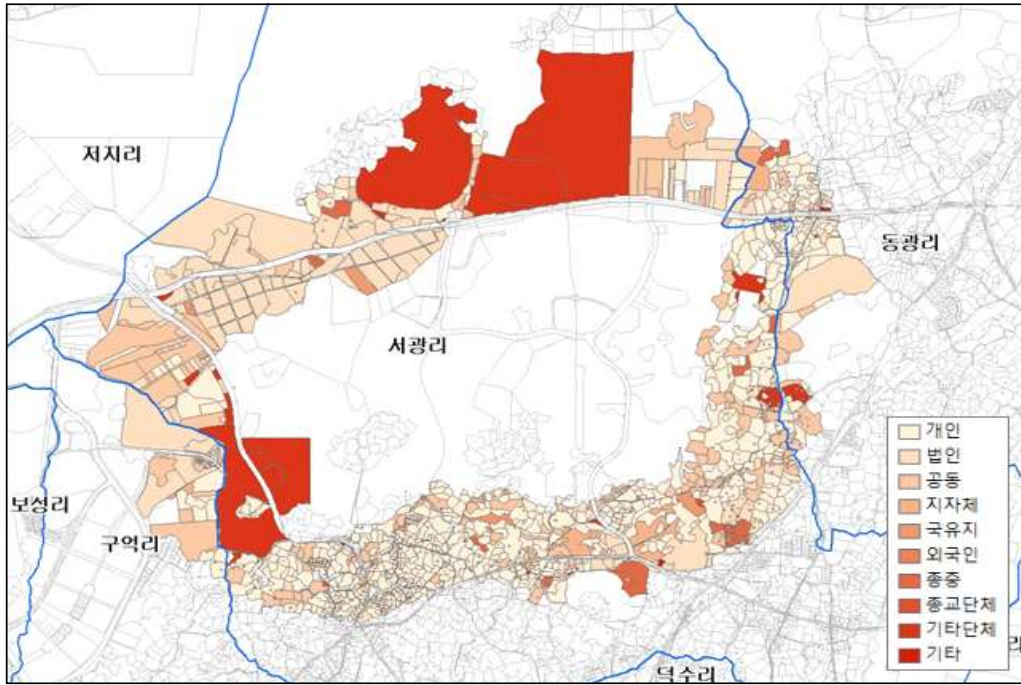 저지리
동광리
서광리
보성리
구억리
덕수리
개인
법인
공동
지자체
국유지
외국인
종중
종교단체
기타단체
기타
리